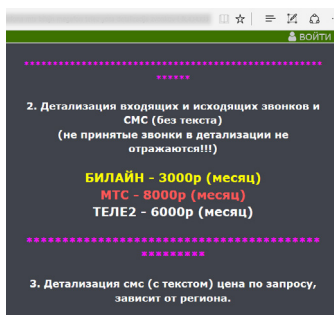 ВОЙТИ
2. Детализация входящих и исходящих звонков и
СМС (без текста)
(не принятые звонки в детализации не
отражаются!!!)
БИЛАЙН - 3000р (месяц)
МТС - 8000р (месяц)
ТЕЛЕ2 - 6000р (месяц)
3. Детализация смс (с текстом) цена по запросу,
зависит от региона.